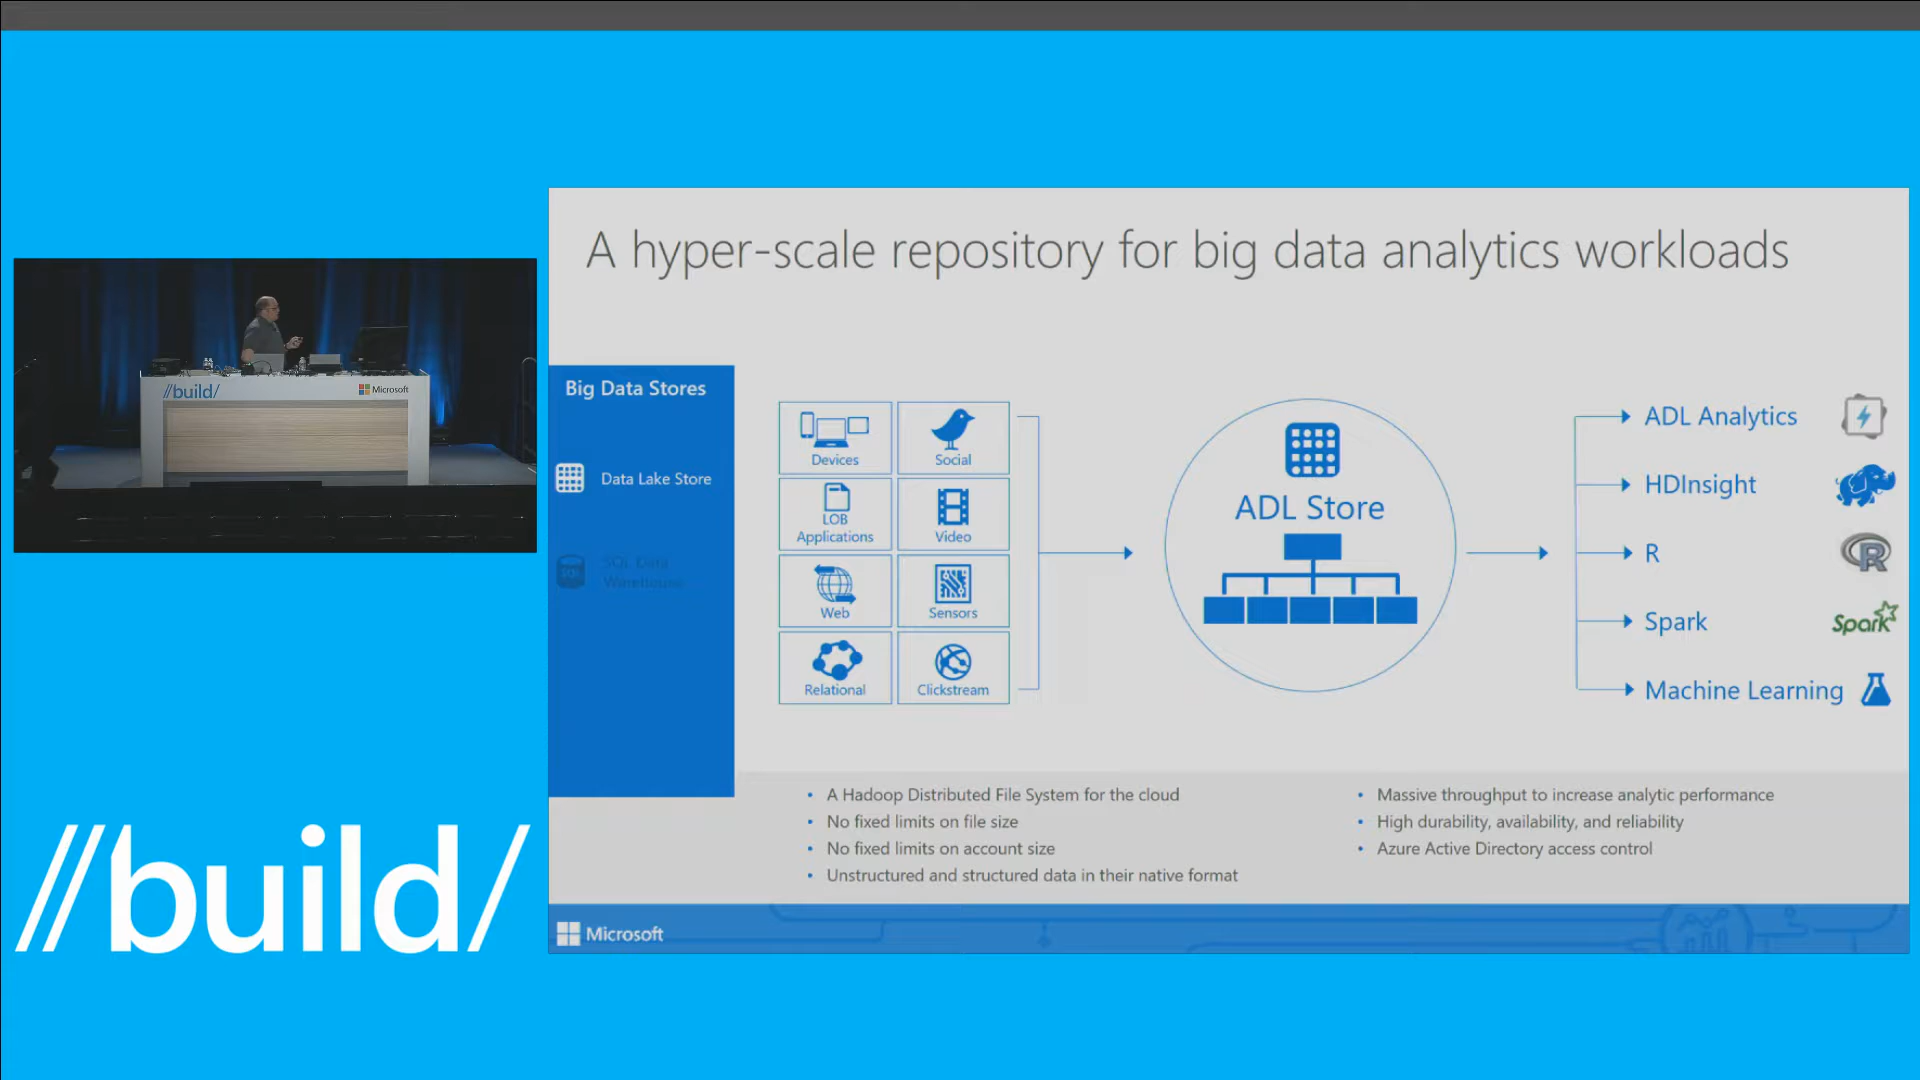 A hyper-scale repository for big data analytics workloads
Big Data Stores
Data Lake Store
SQL Data
Warehouse
Devices
Social
LOB
Applications
Video
Web
Sensors
Relational
Clickstream
ADL Store
ADL Analytics
HDInsight
R
R
Spark
Spark
Machine Learning
• A Hadoop Distributed File System for the cloud
• No fixed limits on file size
• No fixed limits on account size
• Unstructured and structured data in their native format
• Massive throughput to increase analytic performance
• High durability, availability, and reliability
• Azure Active Directory access control
Microsoft
//build/
Microsoft
//build/